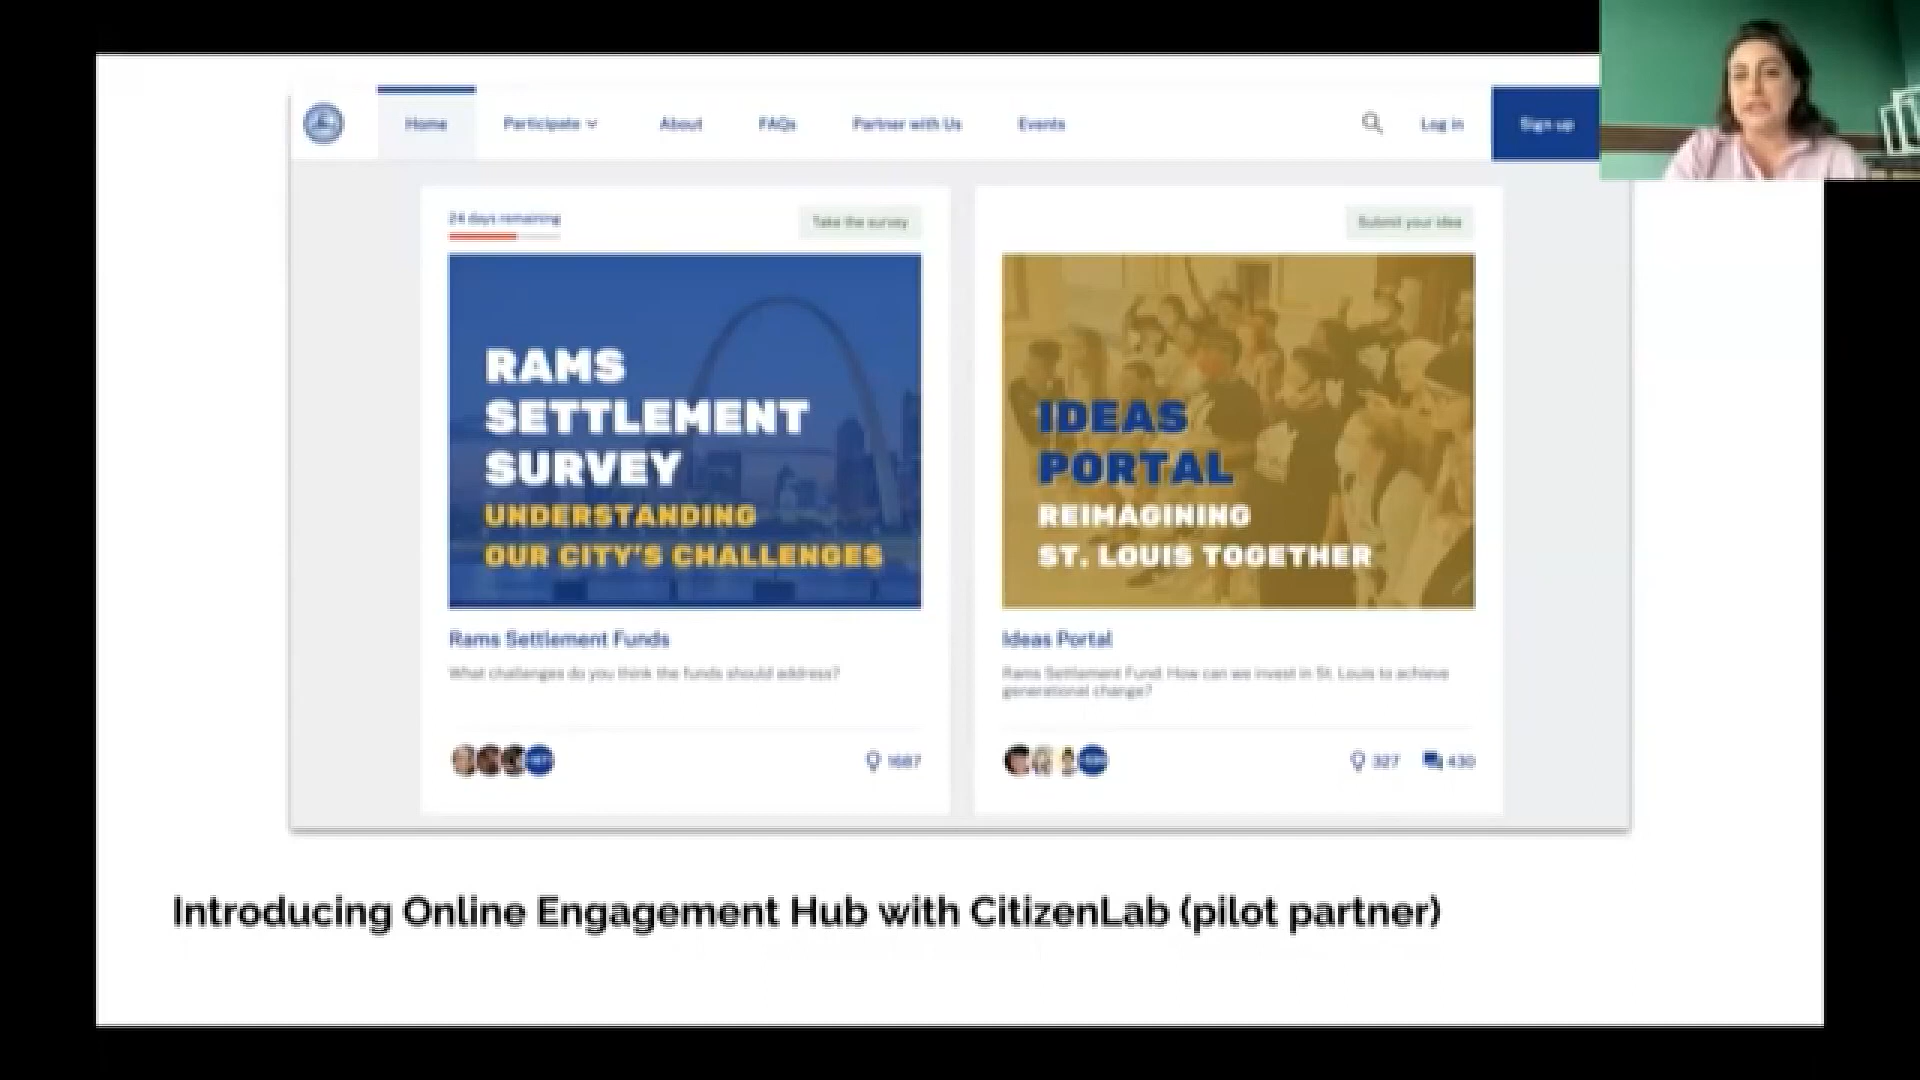 Home Participate About FAQs Partner with Us Events Log in Sign up
24 days remaining
Take the survey
RAMS
SETTLEMENT
SURVEY
UNDERSTANDING
OUR CITY'S CHALLENGES
Rams Settlement Funds
What challenges do you think the funds should address?
1687
Submit your idea
IDEAS
PORTAL
REIMAGINING
ST. LOUIS TOGETHER
Ideas Portal
Rams Settlement Fund: How can we invest in St. Louis to achieve
generational change?
327 430
Introducing Online Engagement Hub with CitizenLab (pilot partner)